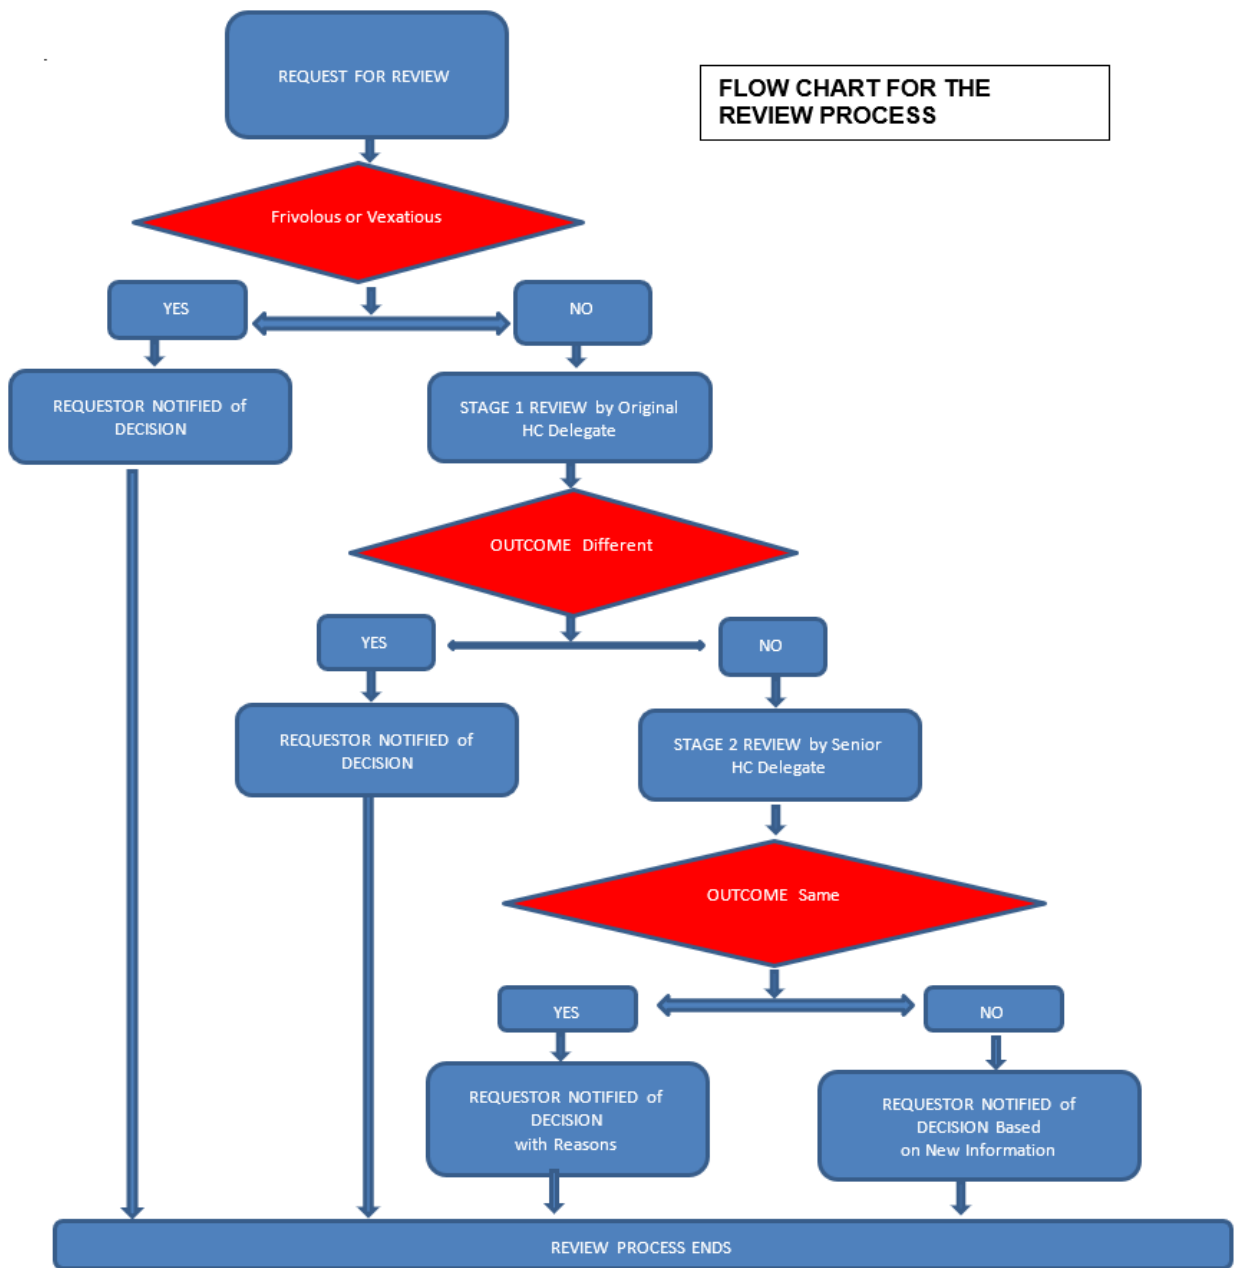 REQUEST FOR REVIEW
FLOW CHART FOR THE
REVIEW PROCESS
Frivolous or Vexatious
YES
NO
REQUESTOR NOTIFIED of
DECISION
STAGE 1 REVIEW by Original
HC Delegate
OUTCOME Different
YES
NO
REQUESTOR NOTIFIED of
DECISION
STAGE 2 REVIEW by Senior
HC Delegate
OUTCOME Same
YES
NO
REQUESTOR NOTIFIED of
DECISION
with Reasons
REQUESTOR NOTIFIED of
DECISION Based
on New Information
REVIEW PROCESS ENDS